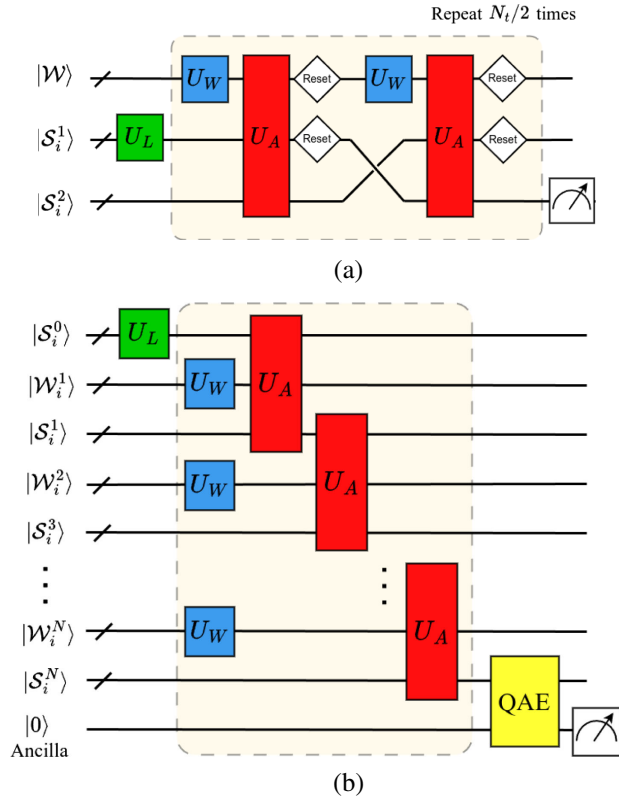 Repeat N_t/2 times
|𝒲⟩ U_W U_A Reset U_W U_A Reset
|𝒮_i^1⟩ U_L Reset Reset
|𝒮_i^2⟩
(a)
|𝒮_i^0⟩ U_L
|𝒲_i^1⟩ U_W U_A
|𝒮_i^1⟩
|𝒲_i^2⟩ U_W U_A
|𝒮_i^3⟩
|𝒲_i^N⟩ U_W U_A
|𝒮_i^N⟩ QAE
|0⟩
Ancilla
(b)